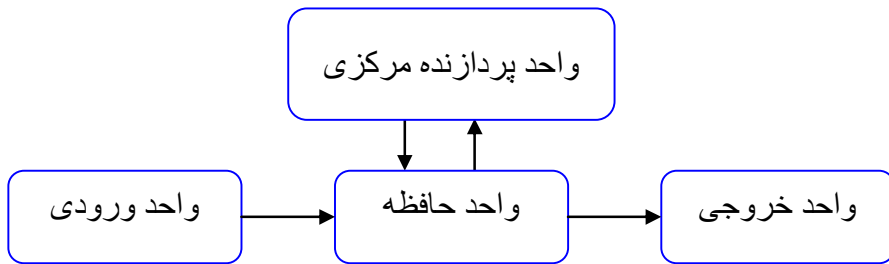 واحد پردازنده مرکزی
واحد ورودی
واحد حافظه
واحد خروجی